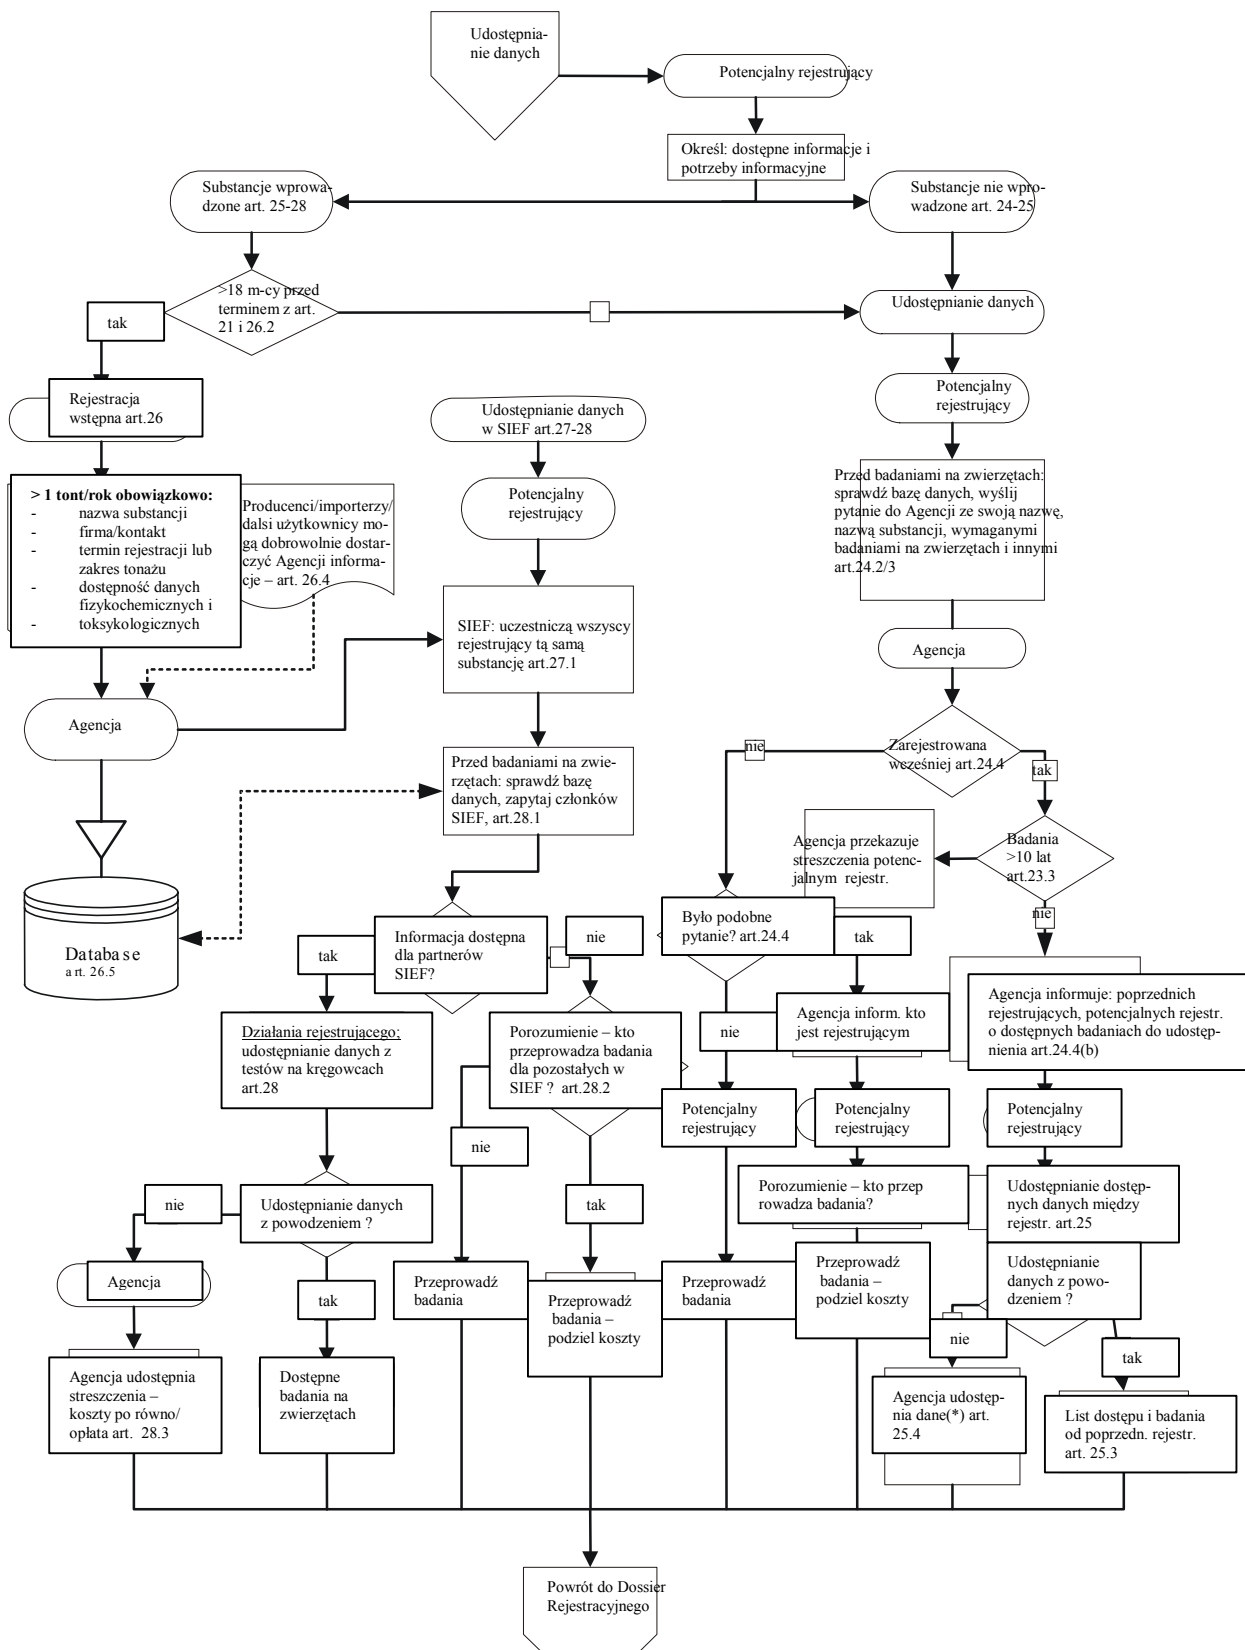 Udostępnia-
nie danych
Potencjalny rejestrujący
Określ: dostępne informacje i
potrzeby informacyjne
Substancje wprowa-
dzone art. 25-28
Substancje nie wpro-
wadzone art. 24-25
>18 m-cy przed
terminem z art.
21 i 26.2
tak
Udostępnianie danych
Rejestracja
wstępna art.26
Udostępnianie danych
w SIEF art.27-28
Potencjalny
rejestrujący
> 1 tont/rok obowiązkowo:
- nazwa substancji
- firma/kontakt
- termin rejestracji lub
zakres tonażu
- dostępność danych
fizykochemicznych i
- toksykologicznych
Producenci/importerzy/
dalsi użytkownicy mo-
gą dobrowolnie dostar-
czyć Agencji informa-
cje – art. 26.4
Potencjalny
rejestrujący
Przed badaniami na zwierzętach:
sprawdź bazę danych, wyślij
pytanie do Agencji ze swoją nazwę,
nazwą substancji, wymaganymi
badaniami na zwierzętach i innymi
art.24.2/3
SIEF: uczestniczą wszyscy
rejestrujący tą samą
substancję art.27.1
Agencja
Agencja
Przed badaniami na zwie-
rzętach: sprawdź bazę
danych, zapytaj członków
SIEF, art.28.1
nie
Zarejestrowana
wcześniej art.24.4
tak
Agencja przekazuje
streszczenia potenc-
jalnym rejestr.
Badania
>10 lat
art.23.3
nie
Database
art. 26.5
tak
Informacja dostępna
dla partnerów
SIEF?
nie
Było podobne
pytanie? art.24.4
tak
Działania rejestrującego;
udostępnianie danych z
testów na kręgowcach
art.28
Porozumienie – kto
przeprowadza badania
dla pozostałych w
SIEF ? art.28.2
nie
Agencja inform. kto
jest rejestrującym
Agencja informuje: poprzednich
rejestrujących, potencjalnych rejestr.
o dostępnych badaniach do udostęp-
nienia art.24.4(b)
nie
Potencjalny
rejestrujący
Potencjalny
rejestrujący
Potencjalny
rejestrujący
nie
Udostępnianie danych
z powodzeniem ?
tak
Porozumienie – kto przep
rowadza badania?
Udostępnianie dostęp-
nych danych między
rejestr. art.25
Agencja
tak
Przeprowadź
badania
Przeprowadź
badania –
podziel koszty
Przeprowadź
badania
Przeprowadź
badania –
podziel koszty
Udostępnianie
danych z powo-
dzeniem ?
nie
tak
Agencja udostępnia
streszczenia –
koszty po równo/
opłata art. 28.3
Dostępne
badania na
zwierzętach
Agencja udostęp-
nia dane(*) art.
25.4
List dostępu i badania
od poprzedn. rejestr.
art. 25.3
Powrót do Dossier
Rejestracyjnego